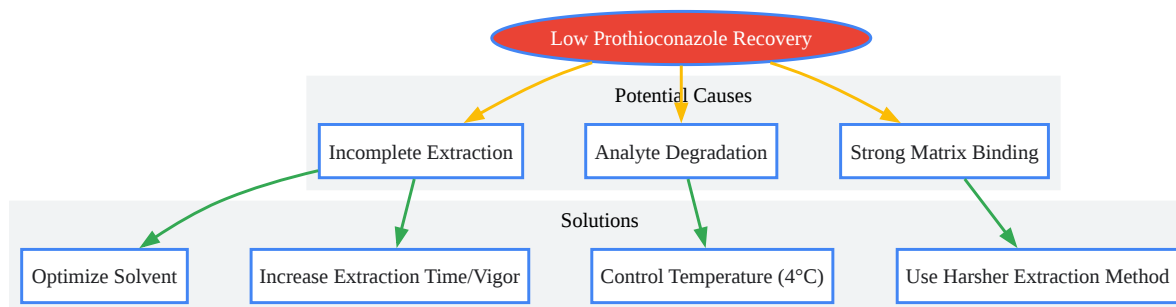 Low Prothioconazole Recovery
Potential Causes
Incomplete Extraction
Analyte Degradation
Strong Matrix Binding
Solutions
Optimize Solvent
Increase Extraction Time/Vigor
Control Temperature (4°C)
Use Harsher Extraction Method